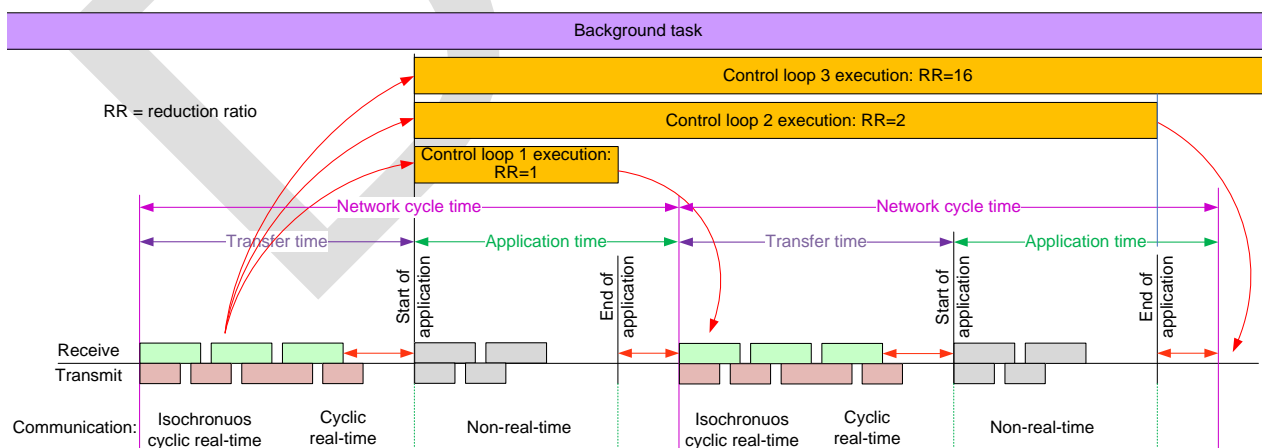 Background task
Control loop 3 execution: RR=16
RR = reduction ratio
Control loop 2 execution: RR=2
Control loop 1 execution:
RR=1
Network cycle time
Network cycle time
Transfer time
Application time
Transfer time
Application time
Start of
application
End of
application
Start of
application
End of
application
Receive
Transmit
Communication:
Isochronuos
cyclic real-time
Cyclic
real-time
Non-real-time
Isochronuos
cyclic real-time
Cyclic
real-time
Non-real-time